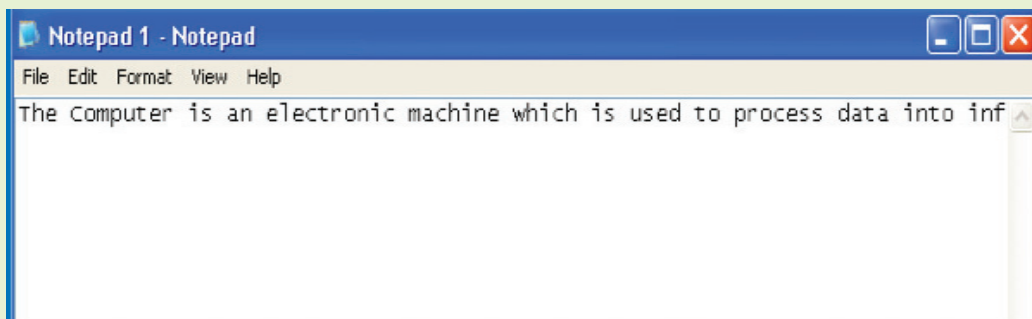 Notepad 1 - Notepad
File Edit Format View Help
The Computer is an electronic machine which is used to process data into inf